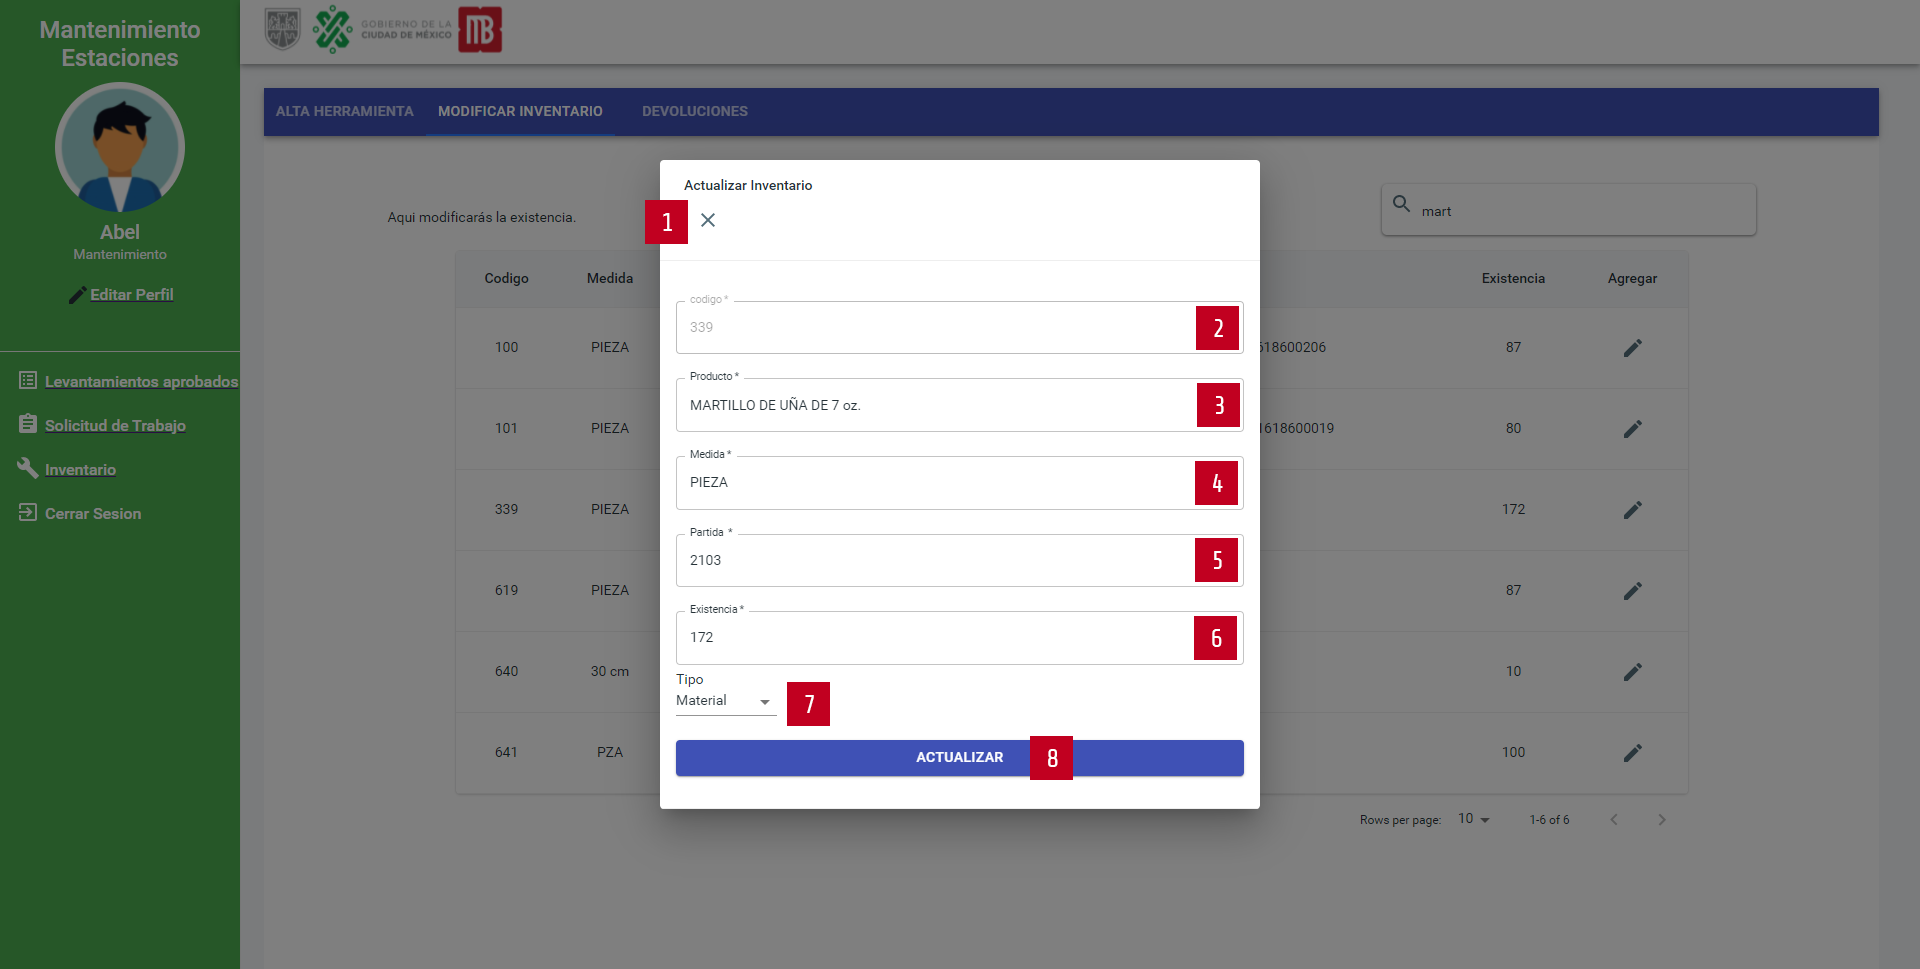 Mantenimiento
Estaciones
Abel
Mantenimiento
Editar Perfil
Levantamientos aprobados
Solicitud de Trabajo
Inventario
Cerrar Sesion
GOBIERNO DE LA
CIUDAD DE MÉXICO
MB
ALTA HERRAMIENTA MODIFICAR INVENTARIO DEVOLUCIONES
Aqui modificarás la existencia.
mart
Codigo Medida Existencia Agregar
100 PIEZA 618600206 87
101 PIEZA 1618600019 80
339 PIEZA 172
619 PIEZA 87
640 30 cm 10
641 PZA 100
Rows per page: 10 1-6 of 6
Actualizar Inventario
1
codigo *
339 2
Producto *
MARTILLO DE UÑA DE 7 oz. 3
Medida *
PIEZA 4
Partida *
2103 5
Existencia *
172 6
Tipo
Material 7
ACTUALIZAR 8